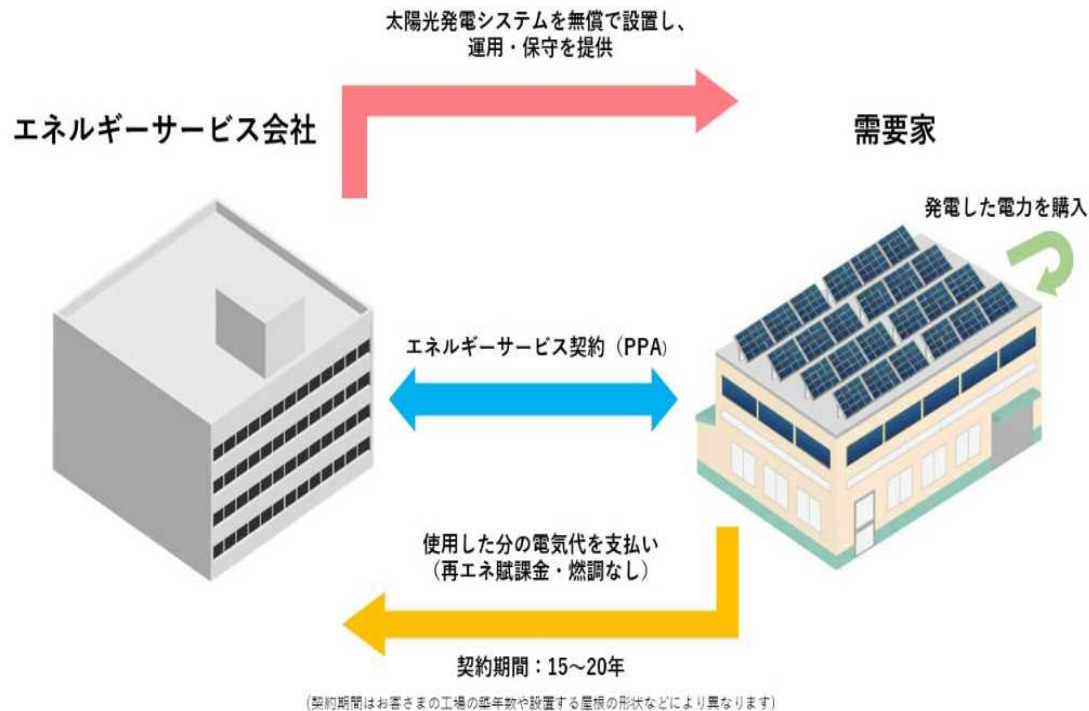 太陽光発電システムを無償で設置し、
運用・保守を提供
エネルギーサービス会社
需要家
発電した電力を購入
エネルギーサービス契約（PPA）
使用した分の電気代を支払い
（再エネ賦課金・燃調なし）
契約期間：15～20年
(契約期間はお客さまの工場の築年数や設置する屋根の形状などにより異なります)